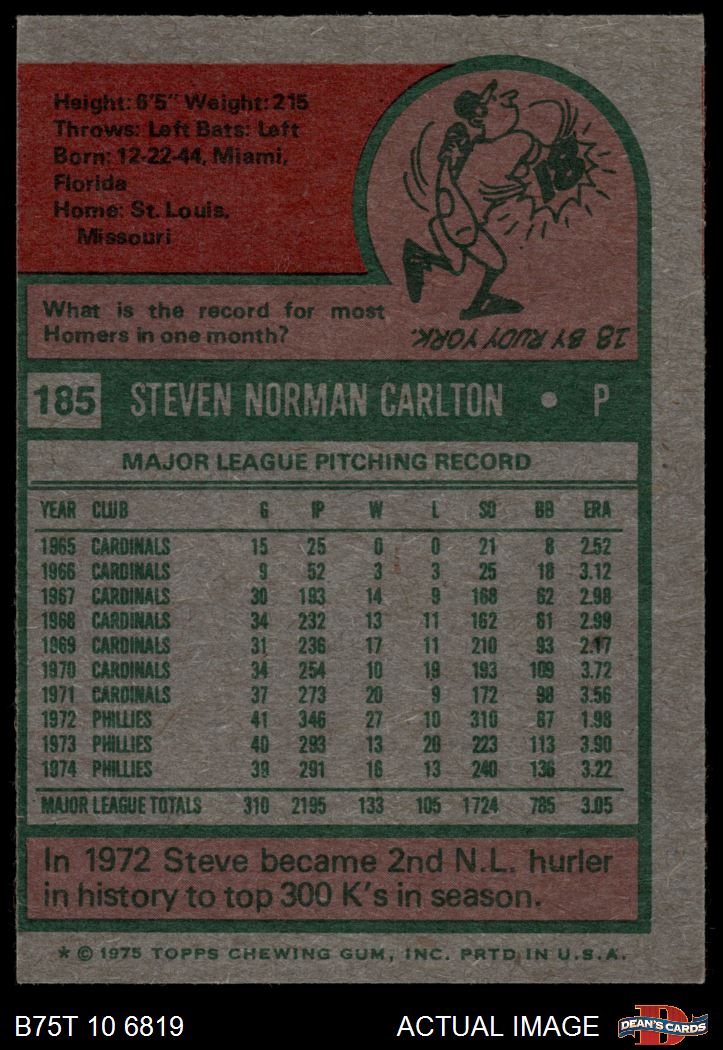 Height: 6'5" Weight: 215
Throws: Left Bats: Left
Born: 12-22-44, Miami,
Florida
Home: St. Louis,
Missouri
18
What is the record for most
Homers in one month?
18 BY RUDY YORK.
185 STEVEN NORMAN CARLTON • P
MAJOR LEAGUE PITCHING RECORD
YEAR CLUB G IP W L SO BB ERA
1965 CARDINALS 15 25 0 0 21 8 2.52
1966 CARDINALS 9 52 3 3 25 18 3.12
1967 CARDINALS 30 193 14 9 168 62 2.98
1968 CARDINALS 34 232 13 11 162 61 2.99
1969 CARDINALS 31 236 17 11 210 93 2.17
1970 CARDINALS 34 254 10 19 193 109 3.72
1971 CARDINALS 37 273 20 9 172 98 3.56
1972 PHILLIES 41 346 27 10 310 87 1.98
1973 PHILLIES 40 293 13 20 223 113 3.90
1974 PHILLIES 39 291 16 13 240 136 3.22
MAJOR LEAGUE TOTALS 310 2195 133 105 1724 785 3.05
In 1972 Steve became 2nd N.L. hurler
in history to top 300 K's in season.
* © 1975 TOPPS CHEWING GUM, INC. PRTD IN U.S.A.
B75T 10 6819 ACTUAL IMAGE D DEAN'S CARDS